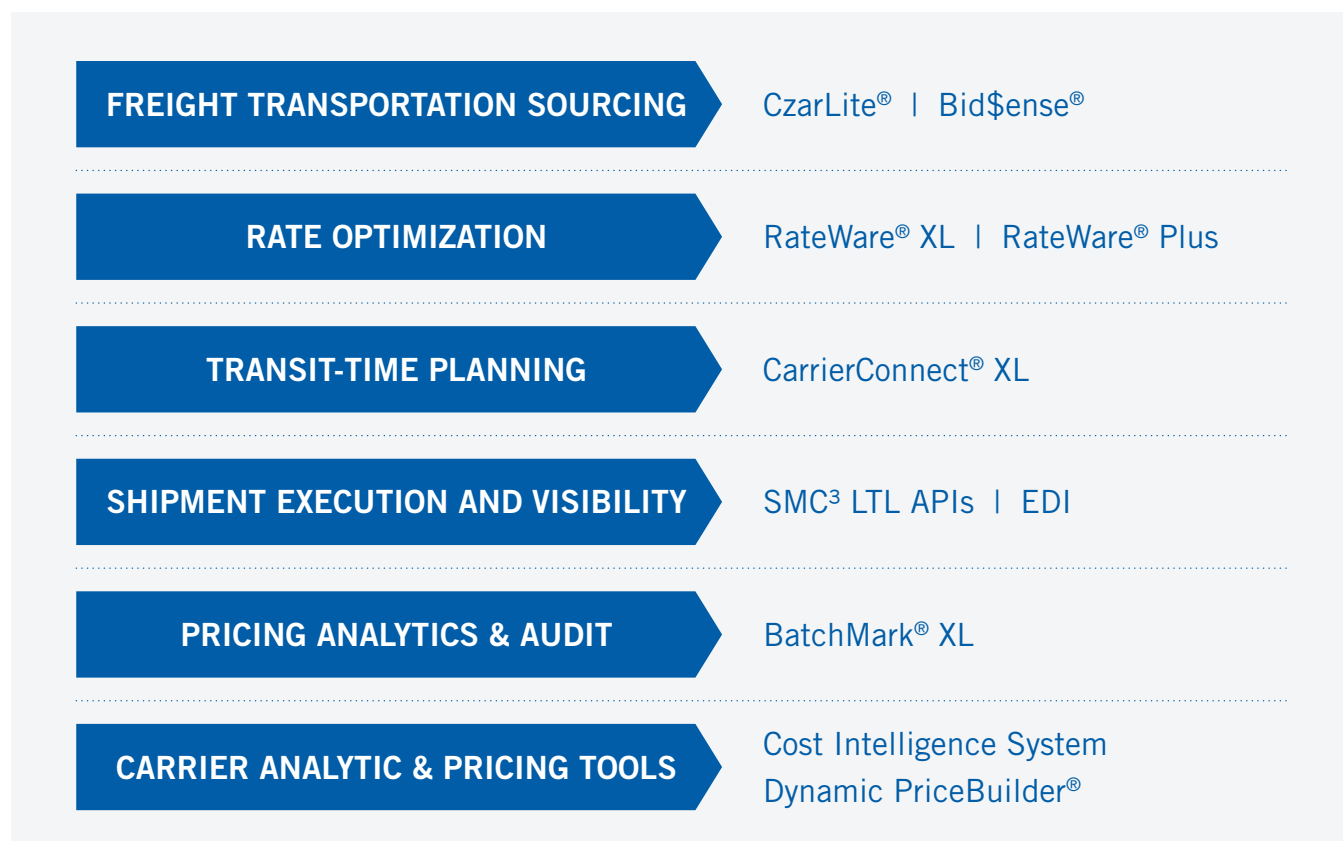 FREIGHT TRANSPORTATION SOURCING CzarLite® | Bid$ense®
RATE OPTIMIZATION RateWare® XL | RateWare® Plus
TRANSIT-TIME PLANNING CarrierConnect® XL
SHIPMENT EXECUTION AND VISIBILITY SMC³ LTL APIs | EDI
PRICING ANALYTICS & AUDIT BatchMark® XL
CARRIER ANALYTIC & PRICING TOOLS Cost Intelligence System
Dynamic PriceBuilder®